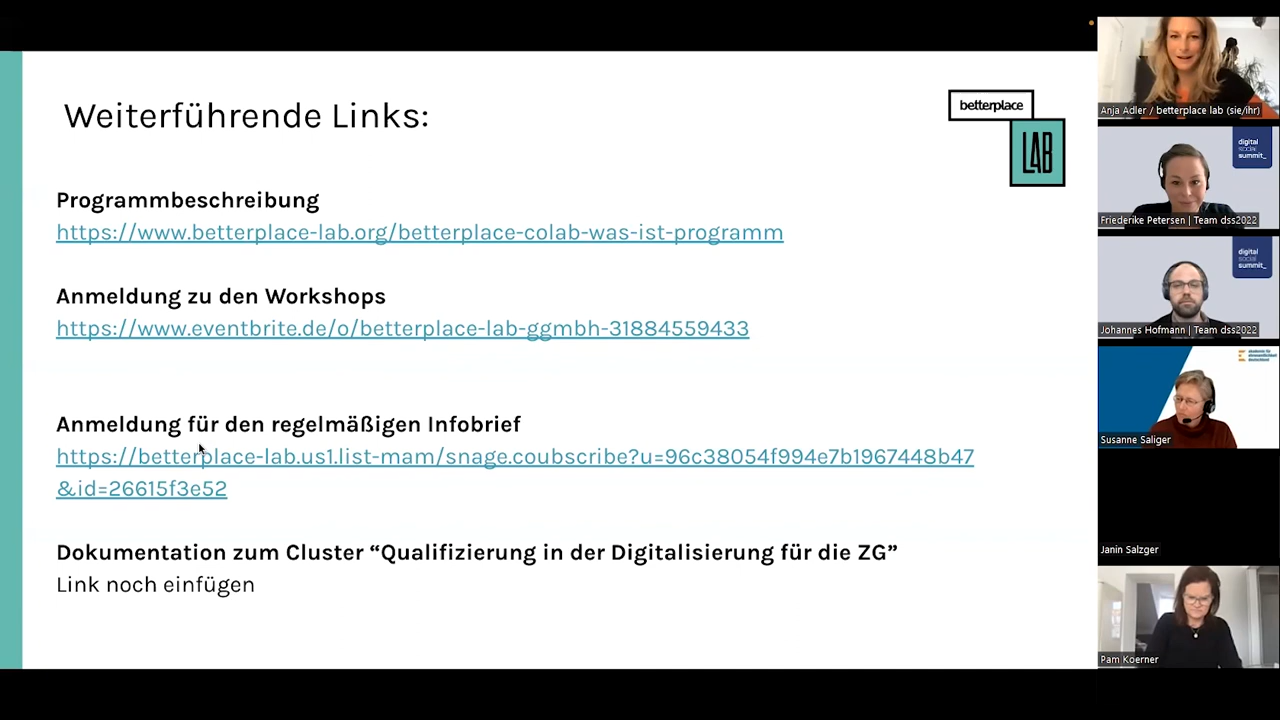 Weiterführende Links:
betterplace
LAB
Programmbeschreibung
https://www.betterplace-lab.org/betterplace-colab-was-ist-programm
Anmeldung zu den Workshops
https://www.eventbrite.de/o/betterplace-lab-ggmbh-31884559433
Anmeldung für den regelmäßigen Infobrief
https://betterplace-lab.us1.list-mam/snage.coubscribe?u=96c38054f994e7b1967448b47
&id=26615f3e52
Dokumentation zum Cluster “Qualifizierung in der Digitalisierung für die ZG”
Link noch einfügen
Anja Adler / betterplace lab (sie/ihr)
digital
social
summit_
Friederike Petersen | Team dss2022
digital
social
summit_
Johannes Hofmann | Team dss2022
akademie für
ehrenamtlichkeit
deutschland
Susanne Saliger
Janin Salzger
Pam Koerner